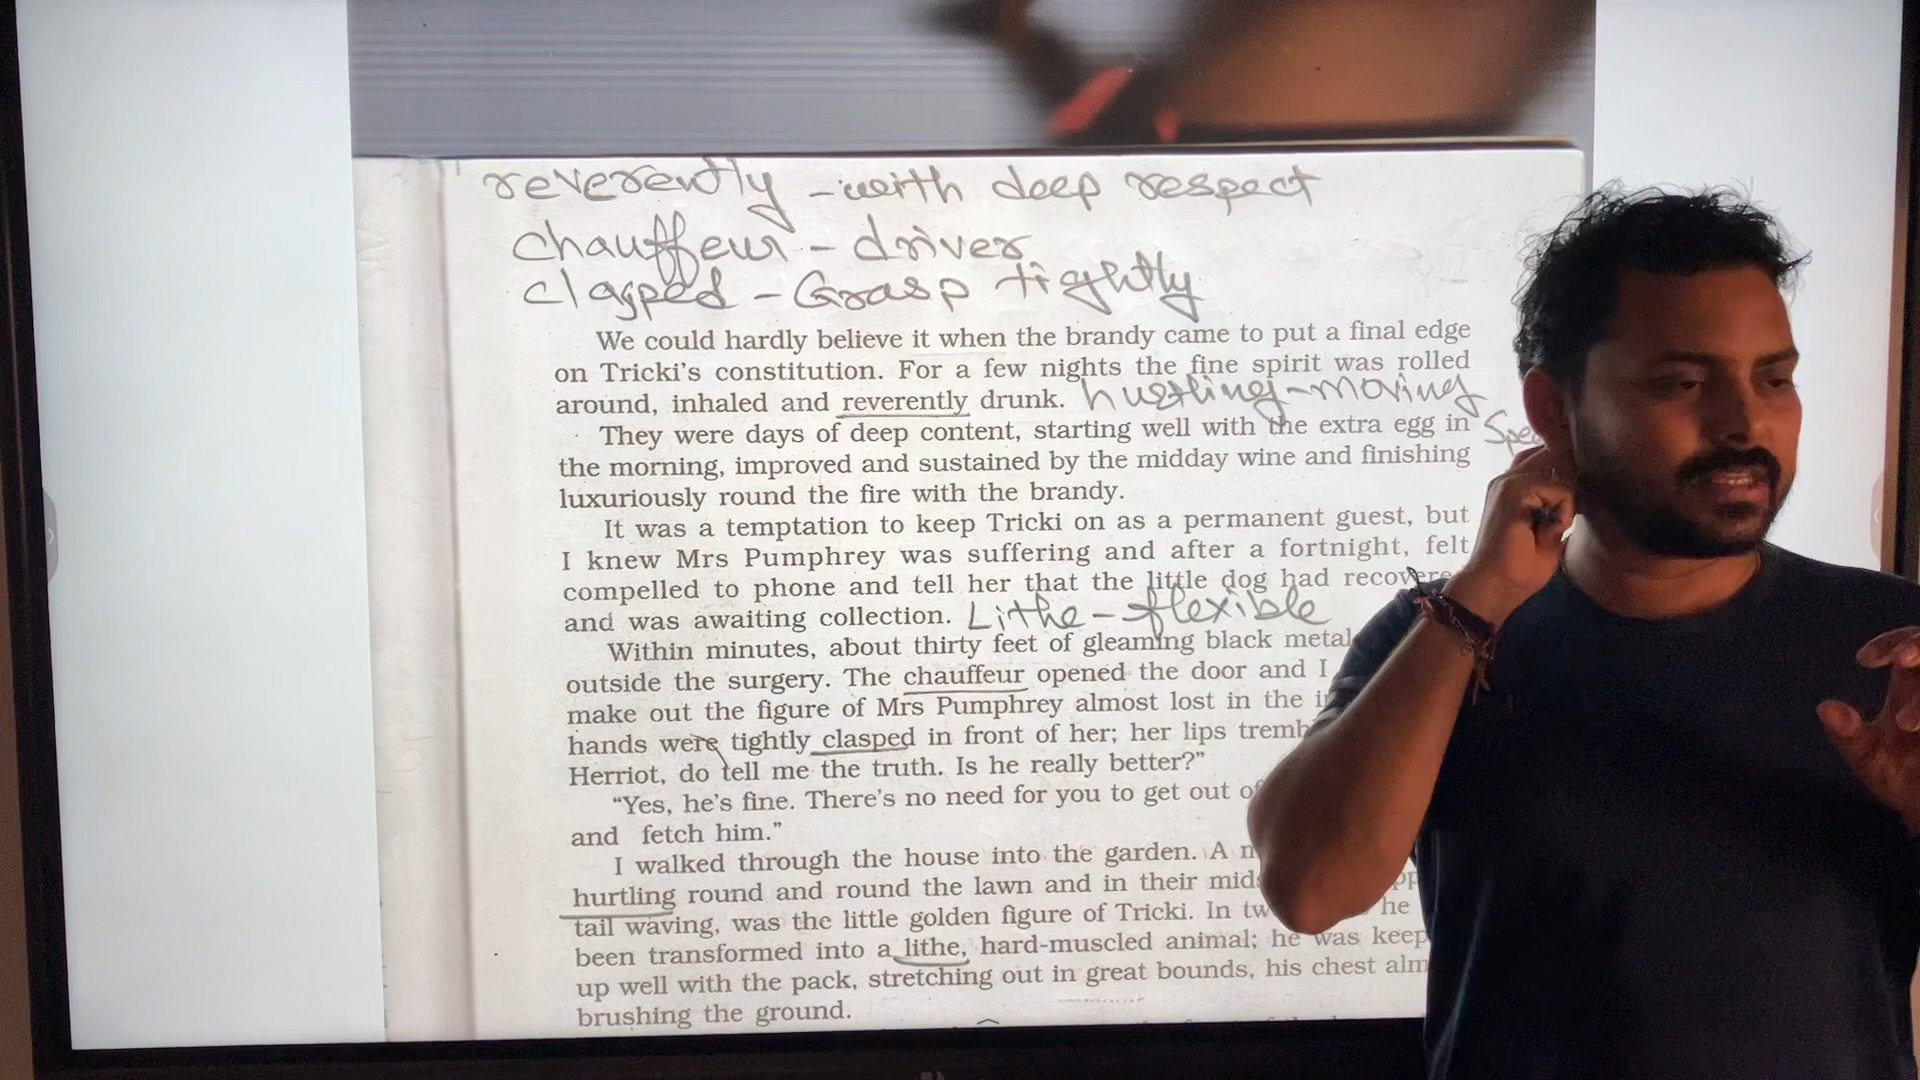 reverently - with deep respect
chauffeur - driver
clasped - Grasp tightly
We could hardly believe it when the brandy came to put a final edge
on Tricki's constitution. For a few nights the fine spirit was rolled
around, inhaled and reverently drunk. hustling - moving
They were days of deep content, starting well with the extra egg in
the morning, improved and sustained by the midday wine and finishing
luxuriously round the fire with the brandy.
It was a temptation to keep Tricki on as a permanent guest, but
I knew Mrs Pumphrey was suffering and after a fortnight, felt
compelled to phone and tell her that the little dog had
and was awaiting collection. Lithe - flexible
Within minutes, about thirty feet of gleaming black metal
outside the surgery. The chauffeur opened the door and I
make out the figure of Mrs Pumphrey almost lost in the
hands were tightly clasped in front of her; her lips
Herriot, do tell me the truth. Is he really better?"
"Yes, he's fine. There's no need for you to get out
and fetch him."
I walked through the house into the garden. A
hurtling round and round the lawn and in their
tail waving, was the little golden figure of Tricki. In he
been transformed into a lithe, hard-muscled animal; he was
up well with the pack, stretching out in great bounds, his chest
brushing the ground.